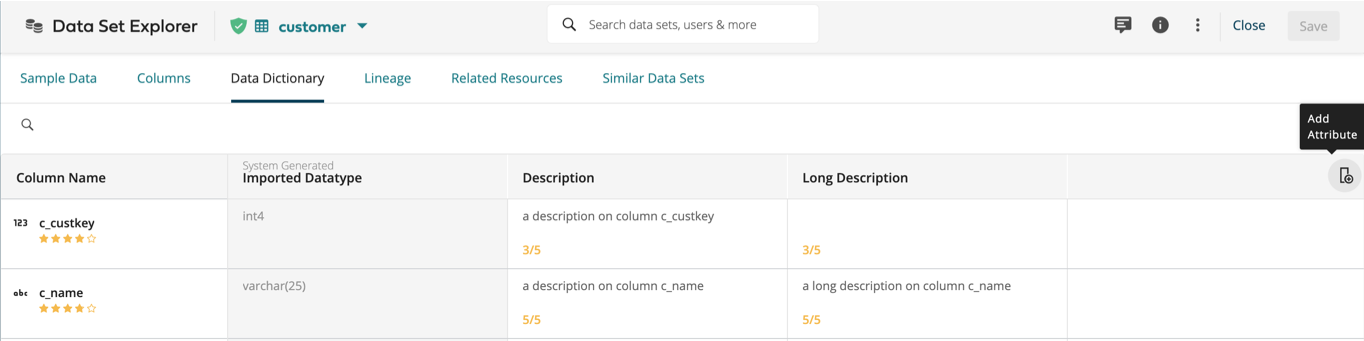 Data Set Explorer
customer
Search data sets, users & more
Close
Save
Sample Data
Columns
Data Dictionary
Lineage
Related Resources
Similar Data Sets
Add
Attribute
Column Name
System Generated
Imported Datatype
Description
Long Description
123 c_custkey
int4
a description on column c_custkey
3/5
3/5
abc c_name
varchar(25)
a description on column c_name
a long description on column c_name
5/5
5/5